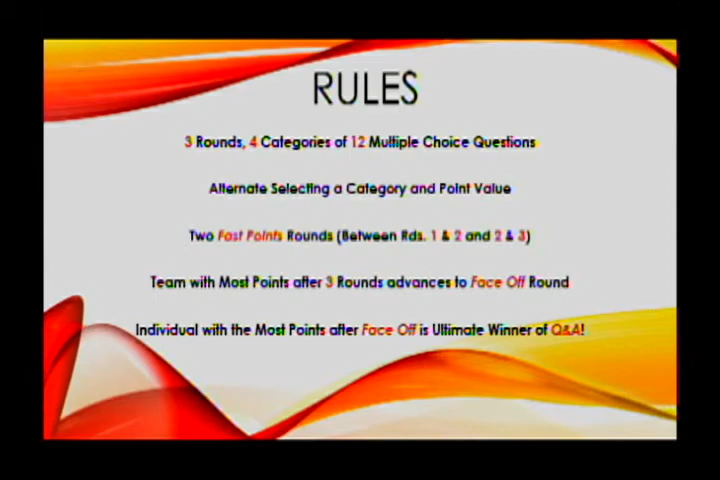 RULES
3 Rounds, 4 Categories of 12 Multiple Choice Questions
Alternate Selecting a Category and Point Value
Two Fast Points Rounds (Between Rds. 1 & 2 and 2 & 3)
Team with Most Points after 3 Rounds advances to Face Off Round
Individual with the Most Points after Face Off is Ultimate Winner of Q&A!